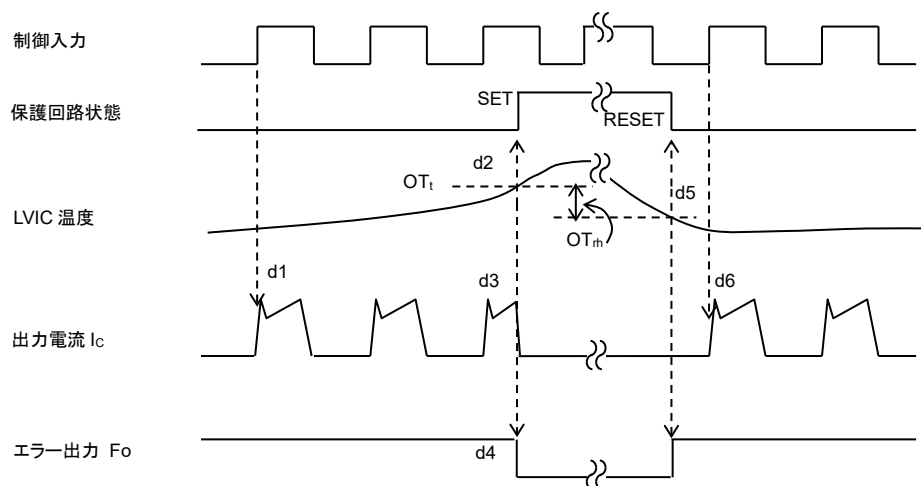 制御入力
保護回路状態
SET
RESET
d2
OTt
d5
LVIC 温度
OTrh
d1
d3
d6
出力電流 Ic
エラー出力 Fo
d4